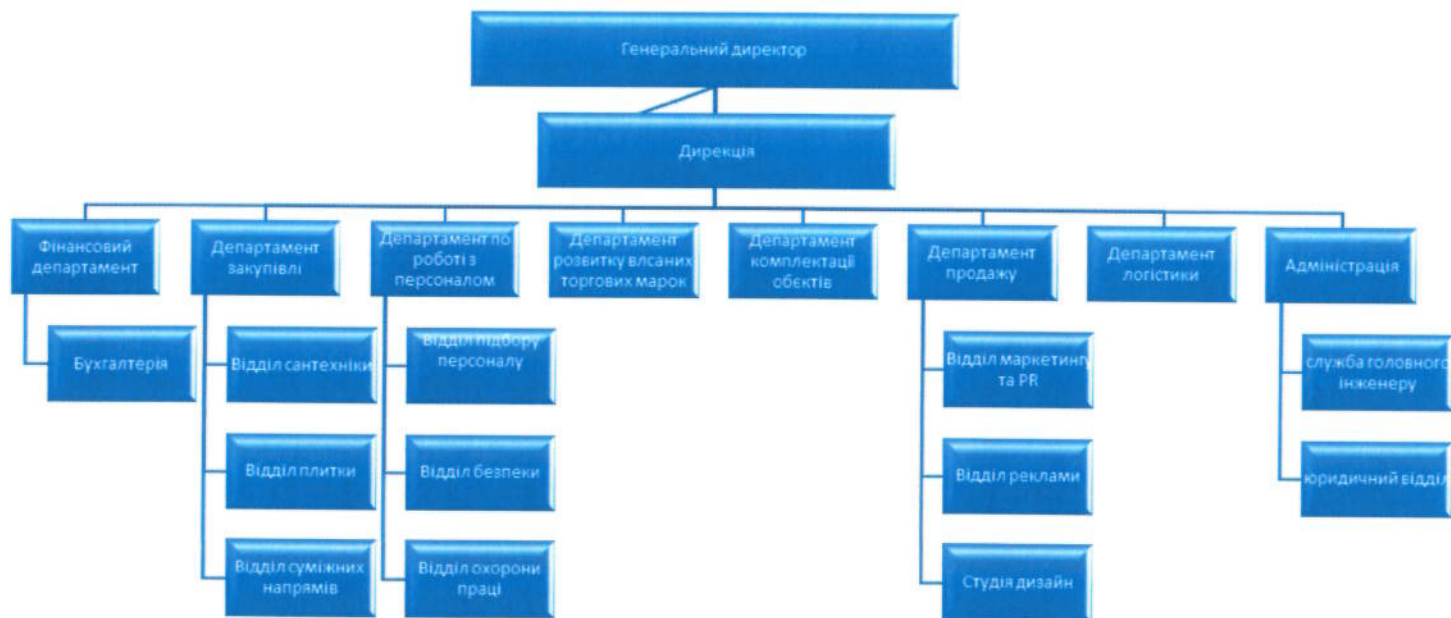 Генеральний директор
Дирекція
Фінансовий
департамент
Департамент
закупівлі
Департамент по
роботі з
персоналом
Департамент
розвитку влсаних
торгових марок
Департамент
комплектації
обєктів
Департамент
продажу
Департамент
логістики
Адміністрація
Бухгалтерія
Відділ сантехніки
Відділ підбору
персоналу
Відділ маркетингу
та PR
служба головного
інженеру
Відділ плитки
Відділ безпеки
Відділ реклами
юридичний відділ
Відділ суміжних
напрямів
Відділ охорони
праці
Студія дизайн